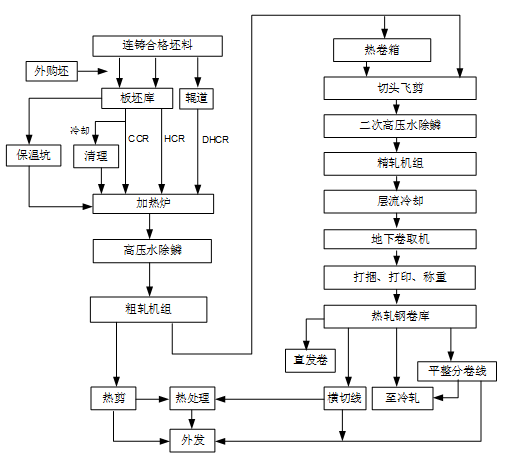 连铸合格坯料
外购坯
板坯库
辊道
冷却
CCR
HCR
DHCR
保温坑
清理
加热炉
高压水除鳞
粗轧机组
热剪
热处理
外发
热卷箱
切头飞剪
二次高压水除鳞
精轧机组
层流冷却
地下卷取机
打捆、打印、称重
热轧钢卷库
直发卷
平整分卷线
横切线
至冷轧